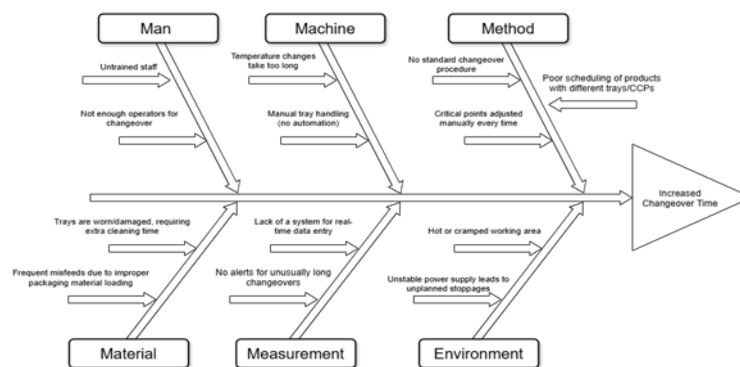 Man
Machine
Method
Untrained staff
Temperature changes
take too long
No standard changeover
procedure
Poor scheduling of products
with different trays/CCPs
Not enough operators for
changeover
Manual tray handling
(no automation)
Critical points adjusted
manually every time
Increased
Changeover Time
Trays are worn/damaged, requiring
extra cleaning time
Lack of a system for real-
time data entry
Hot or cramped working area
Frequent misfeeds due to improper
packaging material loading
No alerts for unusually long
changeovers
Unstable power supply leads to
unplanned stoppages
Material
Measurement
Environment